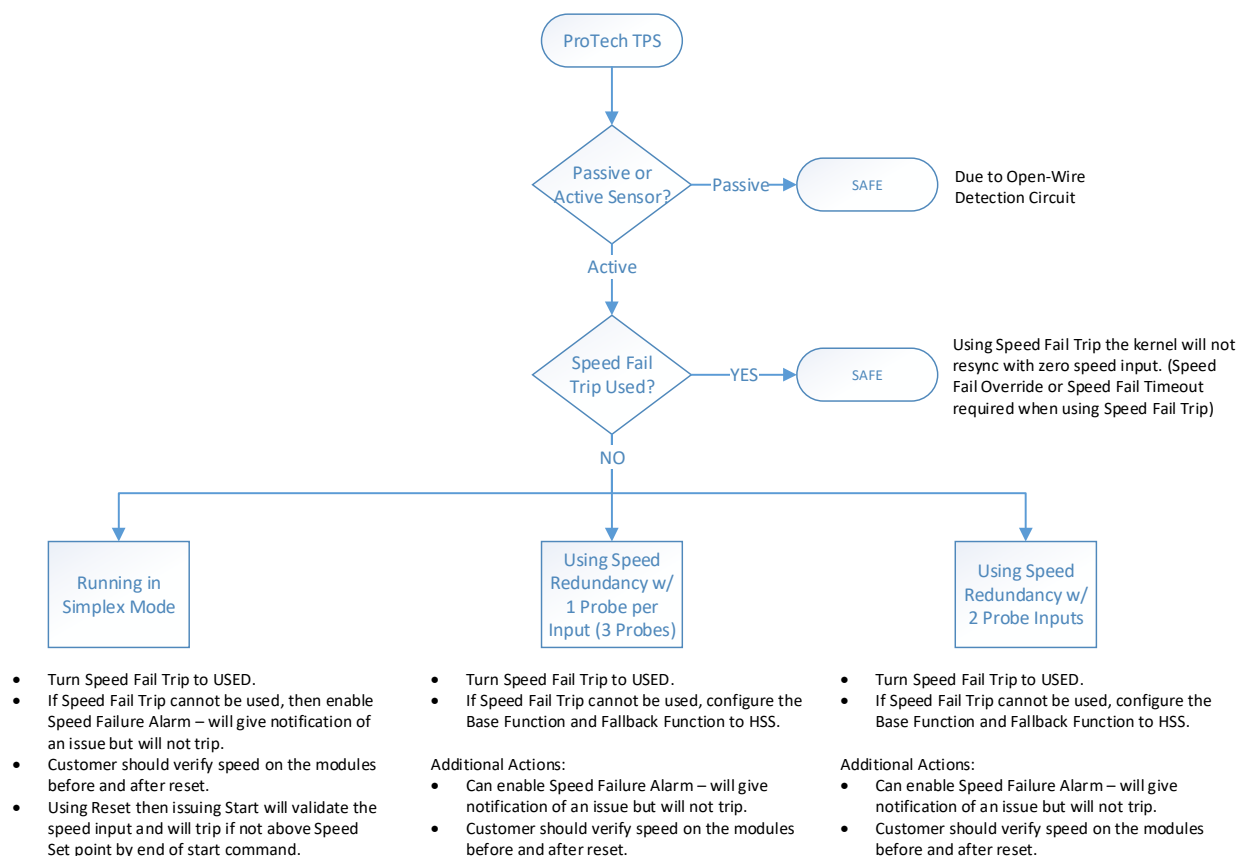 ProTech TPS
Passive or
Active Sensor?
Passive
SAFE
Due to Open-Wire
Detection Circuit
Active
Speed Fail
Trip Used?
YES
SAFE
Using Speed Fail Trip the kernel will not
resync with zero speed input. (Speed
Fail Override or Speed Fail Timeout
required when using Speed Fail Trip)
NO
Running in
Simplex Mode
Using Speed
Redundancy w/
1 Probe per
Input (3 Probes)
Using Speed
Redundancy w/
2 Probe Inputs
• Turn Speed Fail Trip to USED.
• If Speed Fail Trip cannot be used, then enable
Speed Failure Alarm – will give notification of
an issue but will not trip.
• Customer should verify speed on the modules
before and after reset.
• Using Reset then issuing Start will validate the
speed input and will trip if not above Speed
Set point by end of start command.
• Turn Speed Fail Trip to USED.
• If Speed Fail Trip cannot be used, configure the
Base Function and Fallback Function to HSS.
Additional Actions:
• Can enable Speed Failure Alarm – will give
notification of an issue but will not trip.
• Customer should verify speed on the modules
before and after reset.
• Turn Speed Fail Trip to USED.
• If Speed Fail Trip cannot be used, configure the
Base Function and Fallback Function to HSS.
Additional Actions:
• Can enable Speed Failure Alarm – will give
notification of an issue but will not trip.
• Customer should verify speed on the modules
before and after reset.